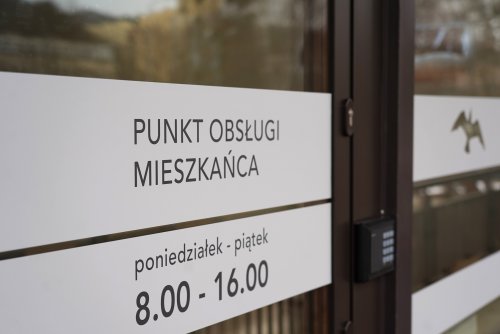 PUNKT OBSŁUGI
MIESZKAŃCA
poniedziałek - piątek
8.00 - 16.00